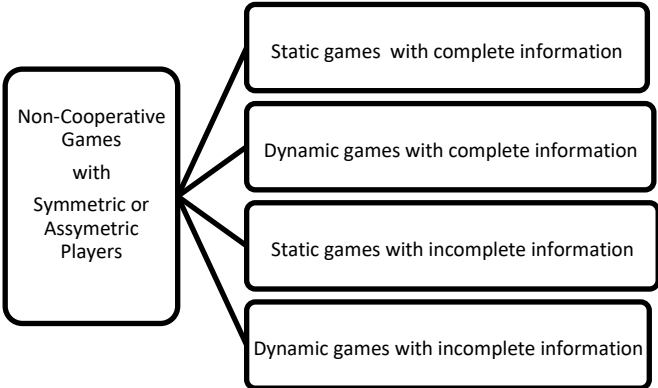 Non-Cooperative
Games
with
Symmetric or
Assymetric
Players
Static games with complete information
Dynamic games with complete information
Static games with incomplete information
Dynamic games with incomplete information